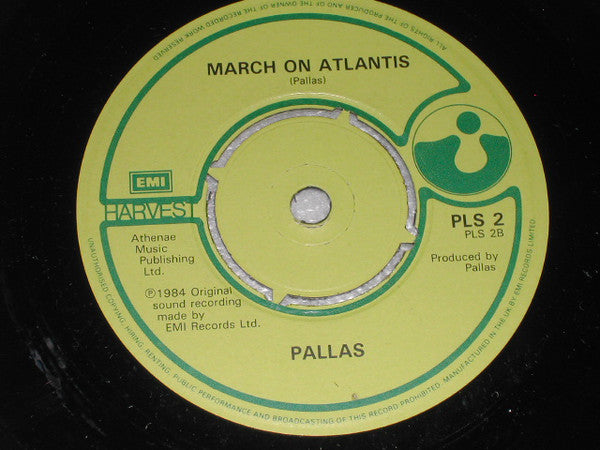 MARCH ON ATLANTIS
(Pallas)
EMI
HARVEST
Athenae
Music
Publishing
Ltd.
℗1984 Original
sound recording
made by
EMI Records Ltd.
PLS 2
PLS 2B
Produced by
Pallas
PALLAS
OF THE PRODUCER AND OF THE OWNER OF THE
WORK RESERVED
UNAUTHORISED COPYING, HIRING, RENTING, PUBLIC PERFORMANCE AND BROADCASTING OF THIS RECORD PROHIBITED. MANUFACTURED IN THE UK BY EMI RECORDS LIMITED